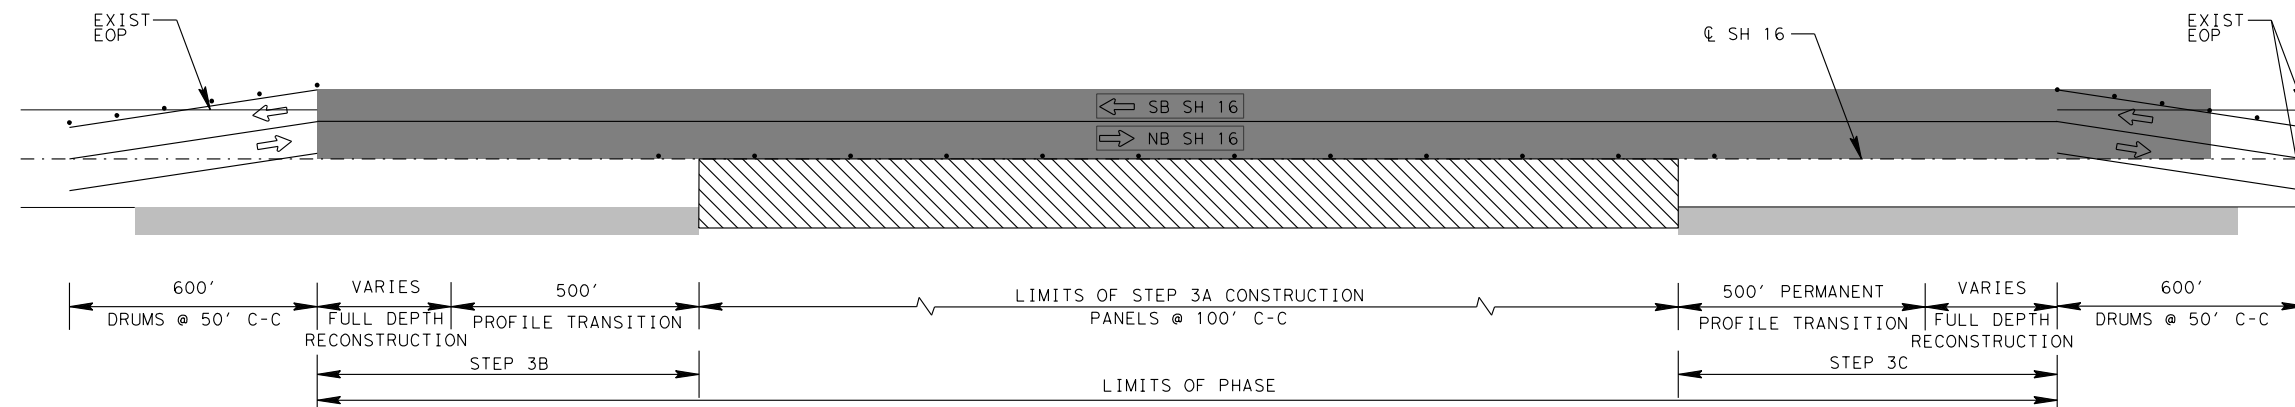 EXIST
EOP
℄ SH 16
EXIST
EOP
SB SH 16
NB SH 16
600'
DRUMS @ 50' C-C
VARIES
FULL DEPTH
RECONSTRUCTION
500'
PROFILE TRANSITION
LIMITS OF STEP 3A CONSTRUCTION
PANELS @ 100' C-C
500' PERMANENT
PROFILE TRANSITION
VARIES
FULL DEPTH
RECONSTRUCTION
600'
DRUMS @ 50' C-C
STEP 3B
STEP 3C
LIMITS OF PHASE